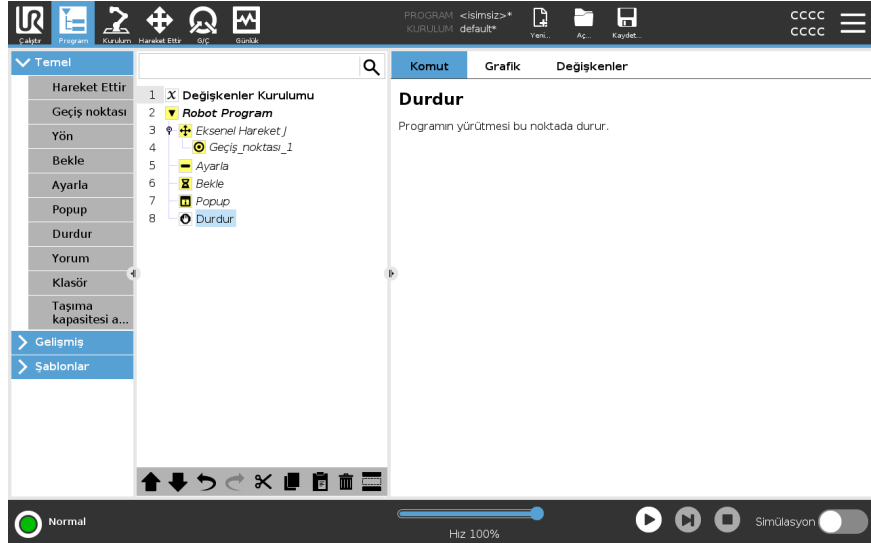 UR
PROGRAM <isimsiz>*
KURULUM default*
Çalıştır
Program
Kurulum
Hareket Ettir
G/Ç
Günlük
Yeni...
Aç...
Kaydet...
CCCC
CCCC
Temel
Hareket Ettir
Geçiş noktası
Yön
Bekle
Ayarla
Popup
Durdur
Yorum
Klasör
Taşıma
kapasitesi a...
Gelişmiş
Şablonlar
1 X Değişkenler Kurulumu
2 Robot Program
3 Eksenel Hareket J
4 Geçiş_noktası_1
5 Ayarla
6 Bekle
7 Popup
8 Durdur
Komut
Grafik
Değişkenler
Durdur
Programın yürütmesi bu noktada durur.
Normal
Hız 100%
Simülasyon